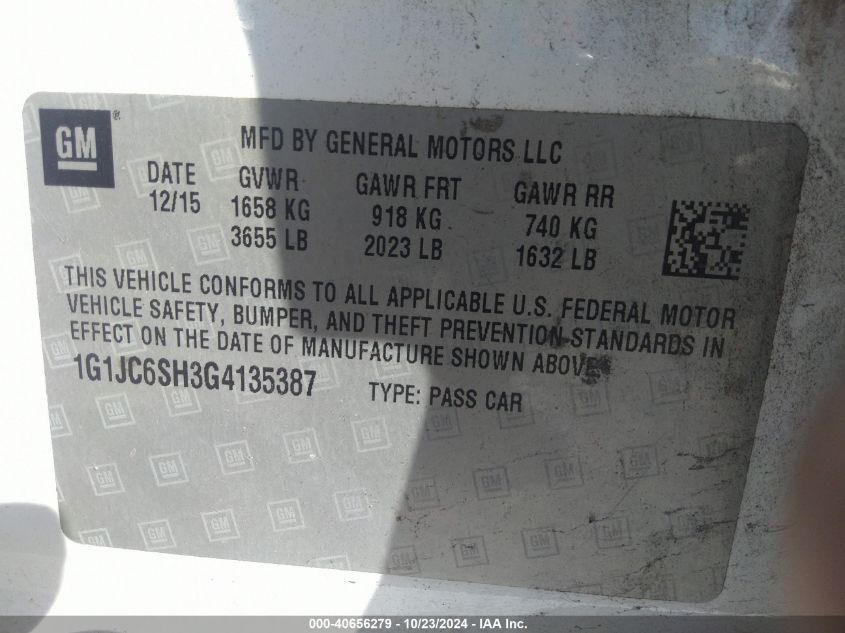 GM ®
MFD BY GENERAL MOTORS LLC
DATE GVWR GAWR FRT GAWR RR
12/15 1658 KG 918 KG 740 KG
3655 LB 2023 LB 1632 LB
THIS VEHICLE CONFORMS TO ALL APPLICABLE U.S. FEDERAL MOTOR
VEHICLE SAFETY, BUMPER, AND THEFT PREVENTION STANDARDS IN
EFFECT ON THE DATE OF MANUFACTURE SHOWN ABOVE.
1G1JC6SH3G4135387 TYPE: PASS CAR
000-40656279 - 10/23/2024 - IAA Inc.